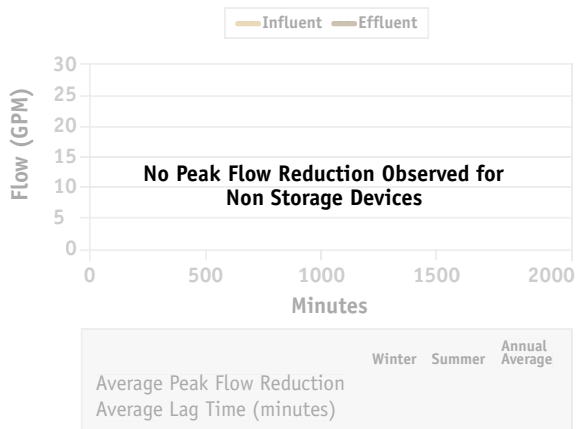 Influent Effluent
30
25
20
15
10
5
0
Flow (GPM)
No Peak Flow Reduction Observed for
Non Storage Devices
0 500 1000 1500 2000
Minutes
Winter Summer Annual Average
Average Peak Flow Reduction
Average Lag Time (minutes)